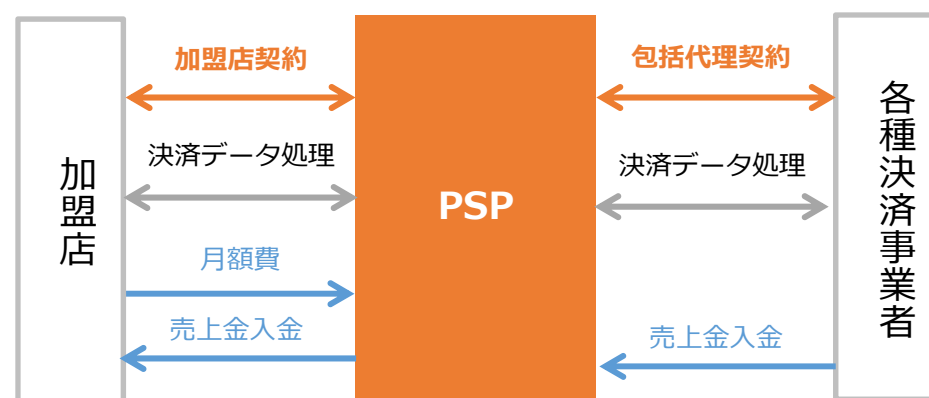 加盟店
加盟店契約
決済データ処理
月額費
売上金入金
PSP
包括代理契約
決済データ処理
売上金入金
各種決済事業者